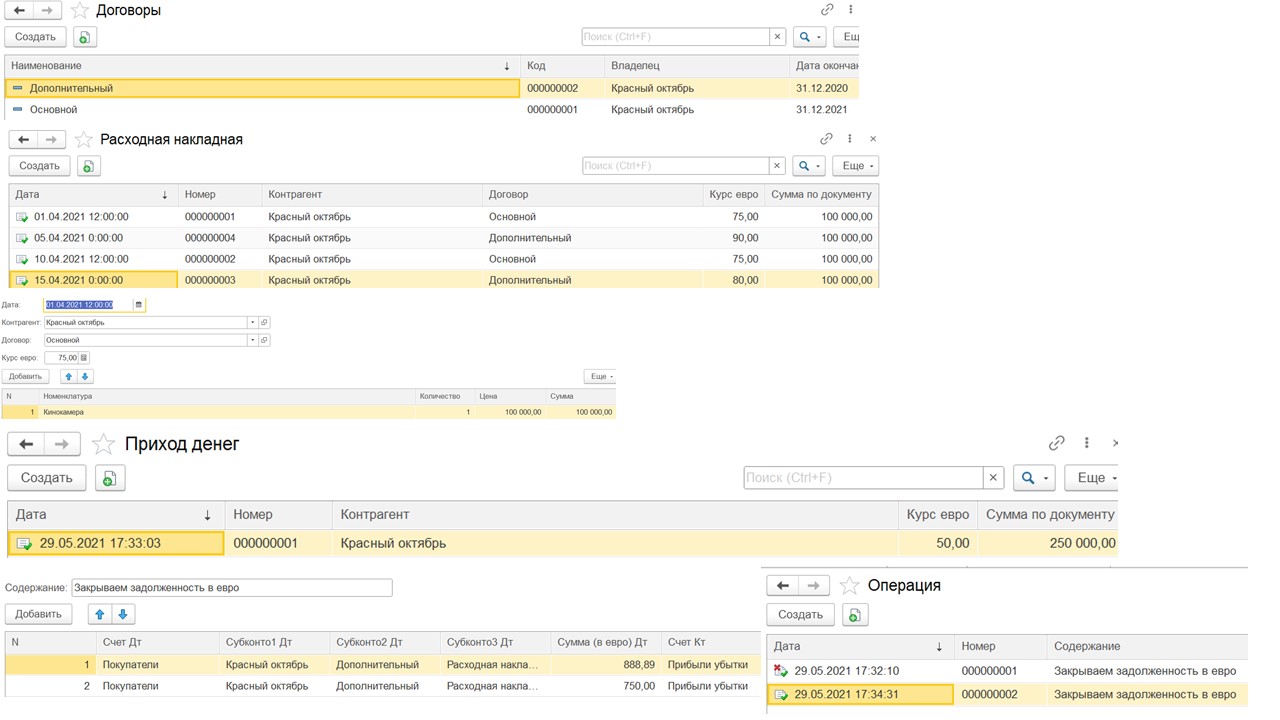 Договоры
Создать Поиск (Ctrl+F) × Ещ
Наименование ↓ Код Владелец Дата окончан
Дополнительный 000000002 Красный октябрь 31.12.2020
Основной 000000001 Красный октябрь 31.12.2021
Расходная накладная
Создать Поиск (Ctrl+F) × Еще
Дата ↓ Номер Контрагент Договор Курс евро Сумма по документу
01.04.2021 12:00:00 000000001 Красный октябрь Основной 75,00 100 000,00
05.04.2021 0:00:00 000000004 Красный октябрь Дополнительный 90,00 100 000,00
10.04.2021 12:00:00 000000002 Красный октябрь Основной 75,00 100 000,00
15.04.2021 0:00:00 000000003 Красный октябрь Дополнительный 80,00 100 000,00
Дата: 01.04.2021 12:00:00
Контрагент: Красный октябрь
Договор: Основной
Курс евро: 75,00
Добавить Еще
N Номенклатура Количество Цена Сумма
1 Кинокамера 1 100 000,00 100 000,00
Приход денег
Создать Поиск (Ctrl+F) × Еще
Дата ↓ Номер Контрагент Курс евро Сумма по документу
29.05.2021 17:33:03 000000001 Красный октябрь 50,00 250 000,00
Содержание: Закрываем задолженность в евро
Добавить
N Счет Дт Субконто1 Дт Субконто2 Дт Субконто3 Дт Сумма (в евро) Дт Счет Кт
1 Покупатели Красный октябрь Дополнительный Расходная накла... 888,89 Прибыли убытки
2 Покупатели Красный октябрь Дополнительный Расходная накла... 750,00 Прибыли убытки
Операция
Создать
Дата ↓ Номер Содержание
29.05.2021 17:32:10 000000001 Закрываем задолженность в евро
29.05.2021 17:34:31 000000002 Закрываем задолженность в евро